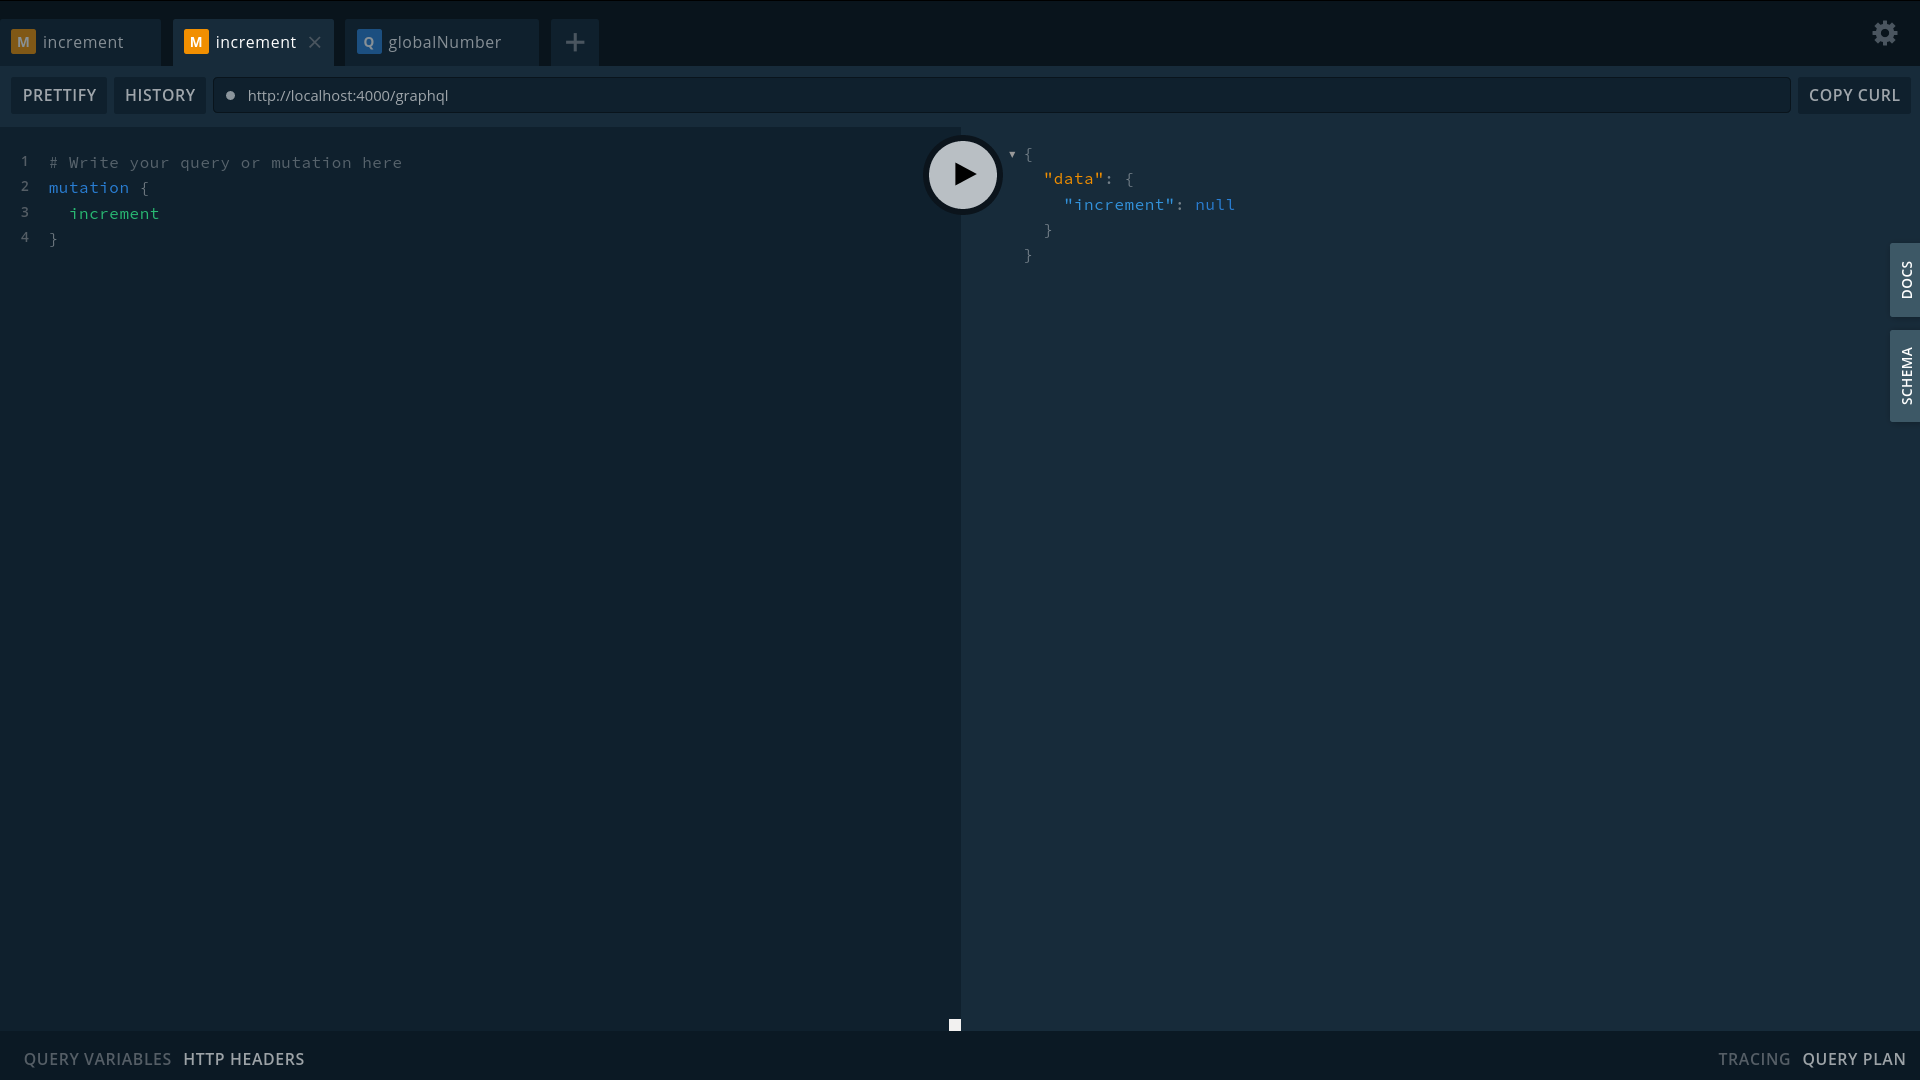 M increment
M increment
Q globalNumber
PRETTIFY
HISTORY
http://localhost:4000/graphql
COPY CURL
1 # Write your query or mutation here
2 mutation {
3   increment
4 }
{
  "data": {
    "increment": null
  }
}
DOCS
SCHEMA
QUERY VARIABLES
HTTP HEADERS
TRACING
QUERY PLAN